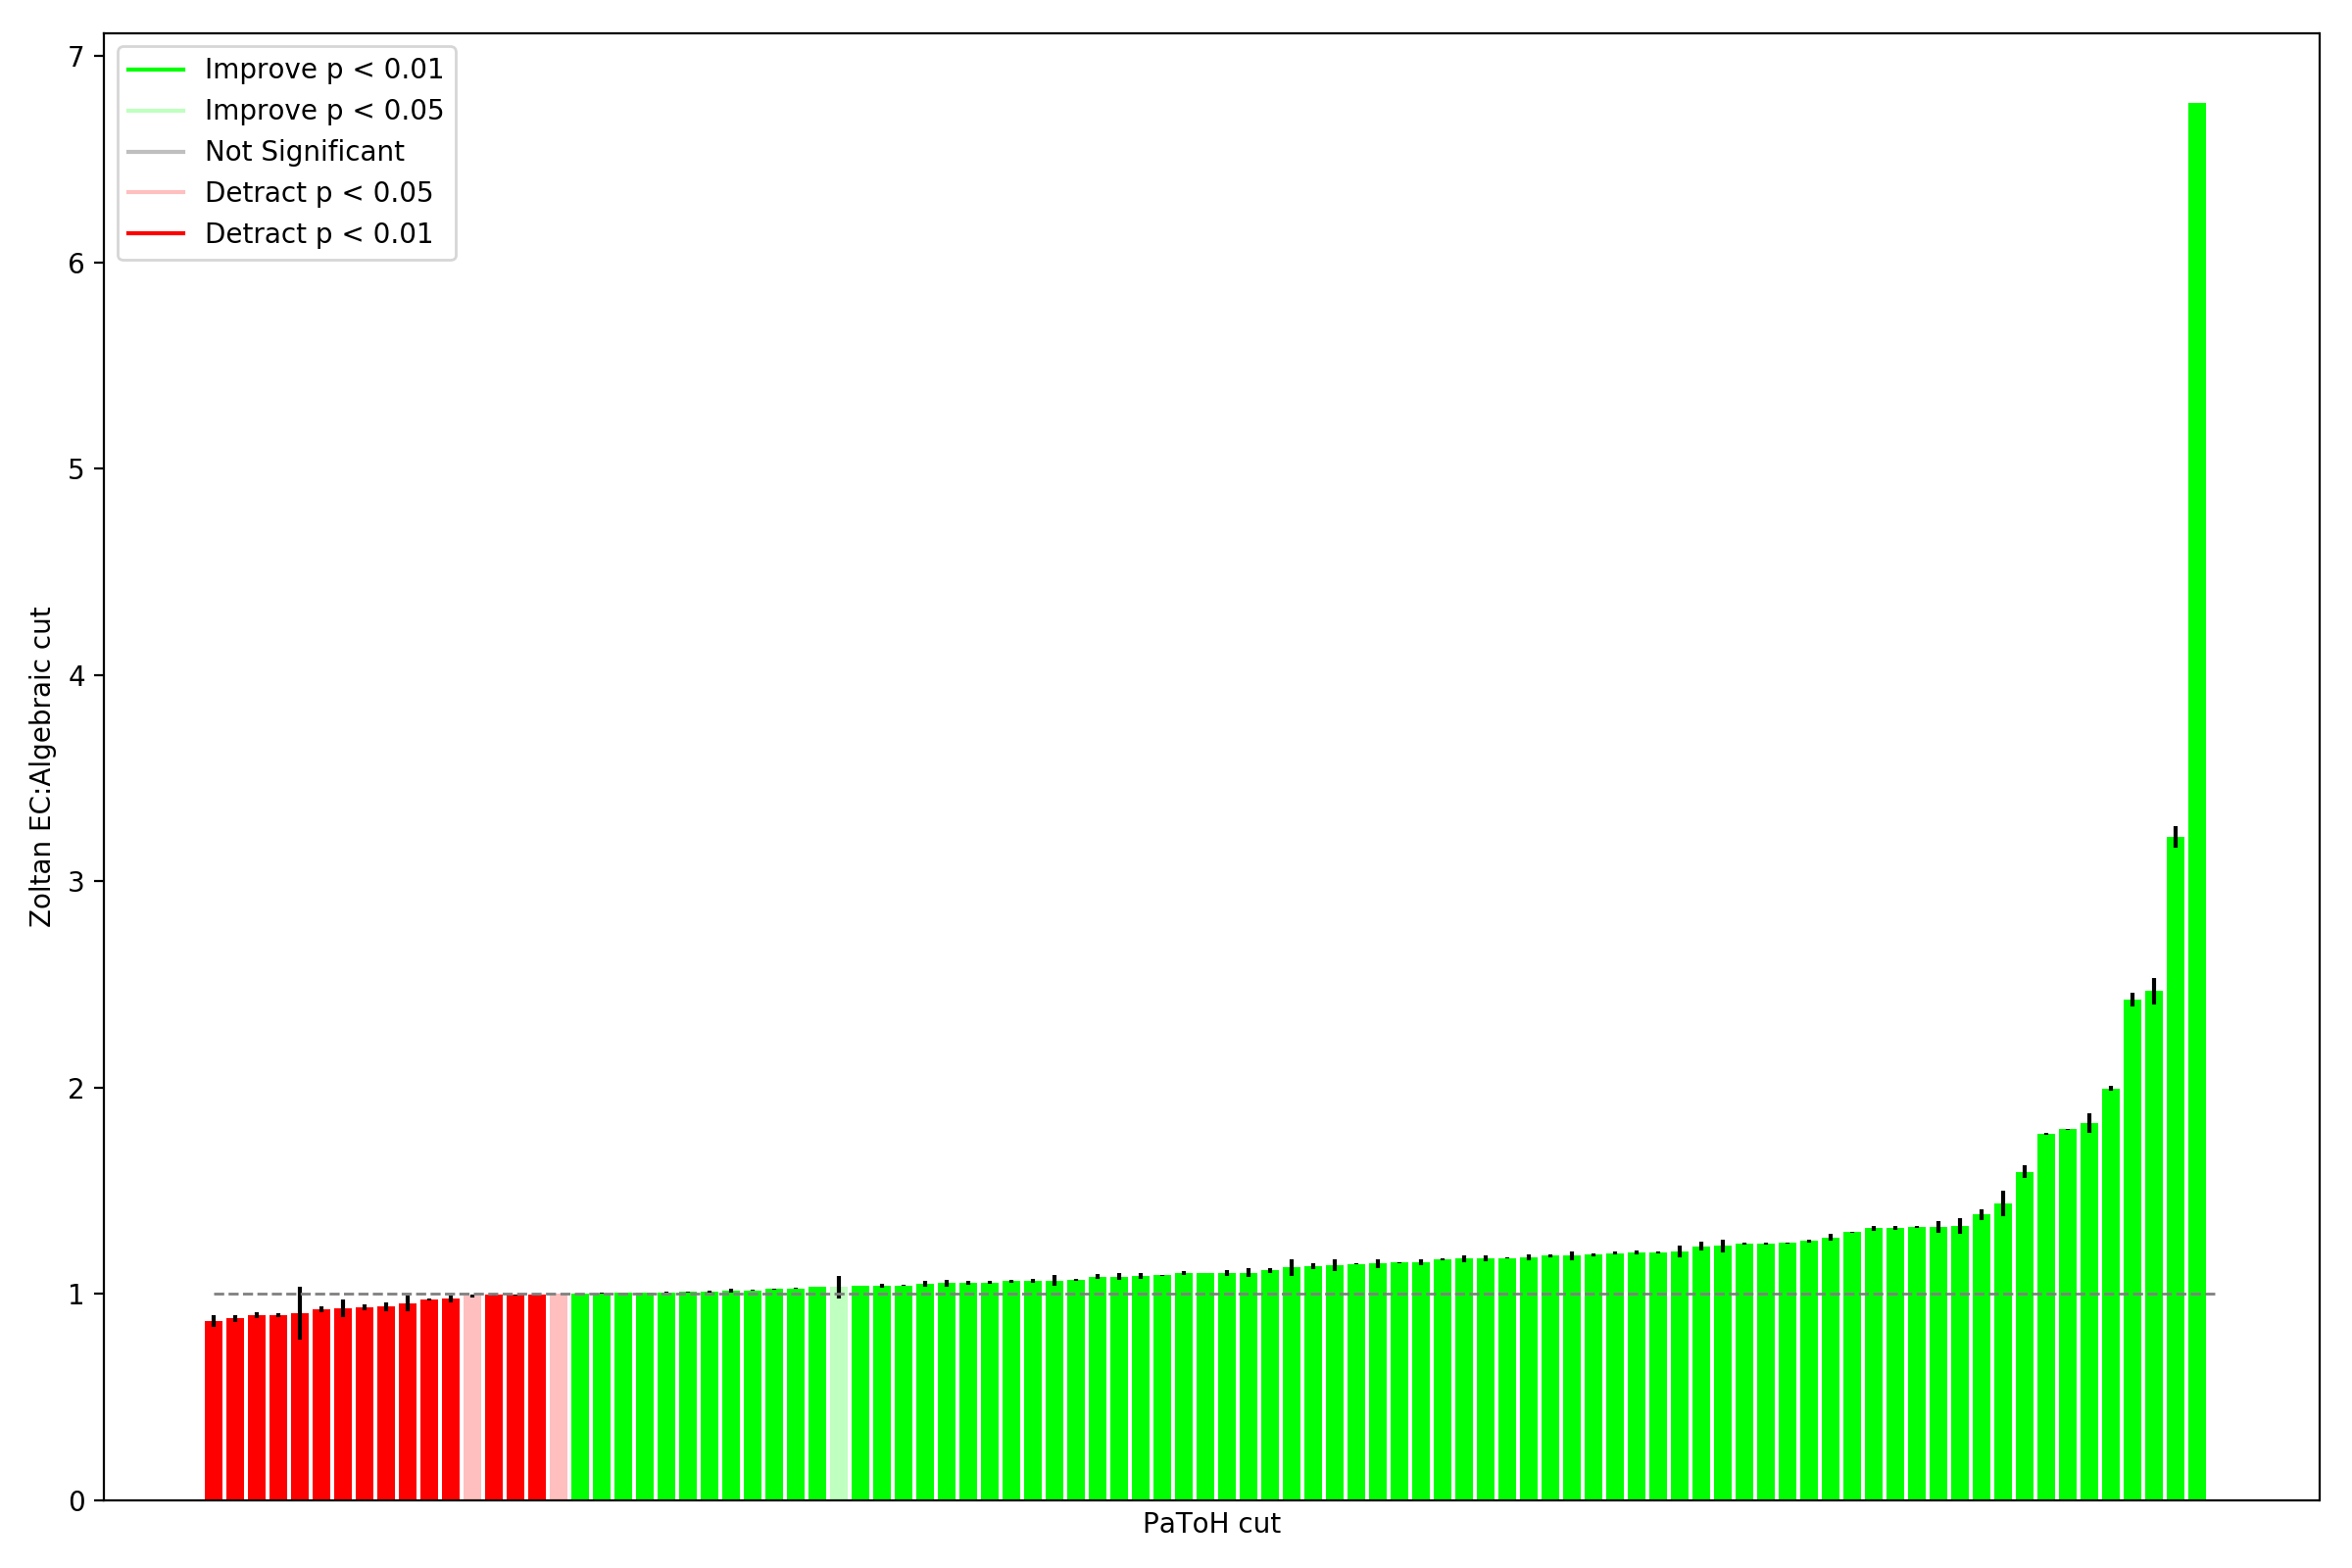 7
6
5
4
3
2
1
0
Zoltan EC:Algebraic cut
PaToH cut
Improve p < 0.01
Improve p < 0.05
Not Significant
Detract p < 0.05
Detract p < 0.01